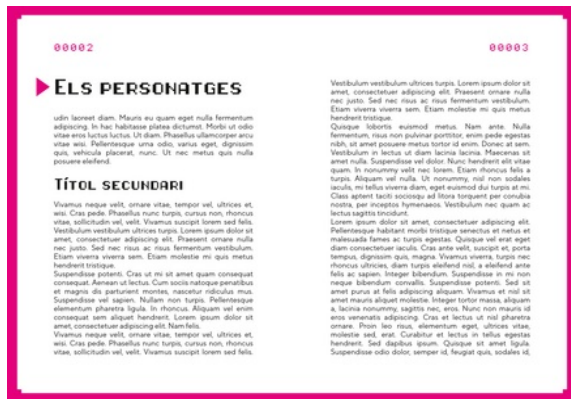 00002
ELS PERSONATGES
udin laoreet diam. Mauris eu quam eget nulla fermentum
adipiscing. In hac habitasse platea dictumst. Morbi ut odio
vitae eros luctus luctus. Ut diam. Phasellus ullamcorper arcu
vitae wisi. Pellentesque urna odio, varius eget, dignissim
quis, vehicula placerat, nunc. Ut nec metus quis nulla
posuere eleifend.
TÍTOL SECUNDARI
Vivamus neque velit, ornare vitae, tempor vel, ultrices et,
wisi. Cras pede. Phasellus nunc turpis, cursus non, rhoncus
vitae, sollicitudin vel, velit. Vivamus suscipit lorem sed felis.
Vestibulum vestibulum ultrices turpis. Lorem ipsum dolor sit
amet, consectetuer adipiscing elit. Praesent ornare nulla
nec justo. Sed nec risus ac risus fermentum vestibulum.
Etiam viverra viverra sem. Etiam molestie mi quis metus
hendrerit tristique.
Suspendisse potenti. Cras ut mi sit amet quam consequat
consequat. Aenean ut lectus. Cum sociis natoque penatibus
et magnis dis parturient montes, nascetur ridiculus mus.
Suspendisse vel sapien. Nullam non turpis. Pellentesque
elementum pharetra ligula. In rhoncus. Aliquam vel enim
consequat sem aliquet hendrerit. Lorem ipsum dolor sit
amet, consectetuer adipiscing elit. Nam felis.
Vivamus neque velit, ornare vitae, tempor vel, ultrices et,
wisi. Cras pede. Phasellus nunc turpis, cursus non, rhoncus
vitae, sollicitudin vel, velit. Vivamus suscipit lorem sed felis.
00003
Vestibulum vestibulum ultrices turpis. Lorem ipsum dolor sit
amet, consectetuer adipiscing elit. Praesent ornare nulla
nec justo. Sed nec risus ac risus fermentum vestibulum.
Etiam viverra viverra sem. Etiam molestie mi quis metus
hendrerit tristique.
Quisque lobortis euismod metus. Nam ante. Nulla
fermentum, risus non pulvinar porttitor, enim pede egestas
nibh, sit amet posuere metus tortor id enim. Donec at sem.
Vestibulum in lectus ut diam lacinia lacinia. Maecenas sit
amet nulla. Suspendisse vel dolor. Nunc hendrerit elit vitae
quam. In nonummy velit nec lorem. Etiam rhoncus felis a
turpis. Aliquam vel nulla. Ut nonummy, nisl non sodales
iaculis, mi tellus viverra diam, eget euismod dui turpis at mi.
Class aptent taciti sociosqu ad litora torquent per conubia
nostra, per inceptos hymenaeos. Vestibulum nec quam ac
lectus sagittis tincidunt.
Lorem ipsum dolor sit amet, consectetuer adipiscing elit.
Pellentesque habitant morbi tristique senectus et netus et
malesuada fames ac turpis egestas. Quisque vel erat eget
diam consectetuer iaculis. Cras ante velit, suscipit et, porta
tempus, dignissim quis, magna. Vivamus viverra, turpis nec
rhoncus ultricies, diam turpis eleifend nisl, a eleifend ante
felis ac sapien. Integer bibendum. Suspendisse in mi non
neque bibendum convallis. Suspendisse potenti. Sed sit
amet purus at felis adipiscing aliquam. Vivamus et nisl sit
amet mauris aliquet molestie. Integer tortor massa, aliquam
a, lacinia nonummy, sagittis nec, eros. Nunc non mauris id
eros venenatis adipiscing. Cras et lectus ut nisl pharetra
ornare. Proin leo risus, elementum eget, ultrices vitae,
molestie sed, erat. Curabitur et lectus in tellus egestas
hendrerit. Sed dapibus ipsum. Quisque sit amet ligula.
Suspendisse odio dolor, semper id, feugiat quis, sodales id,